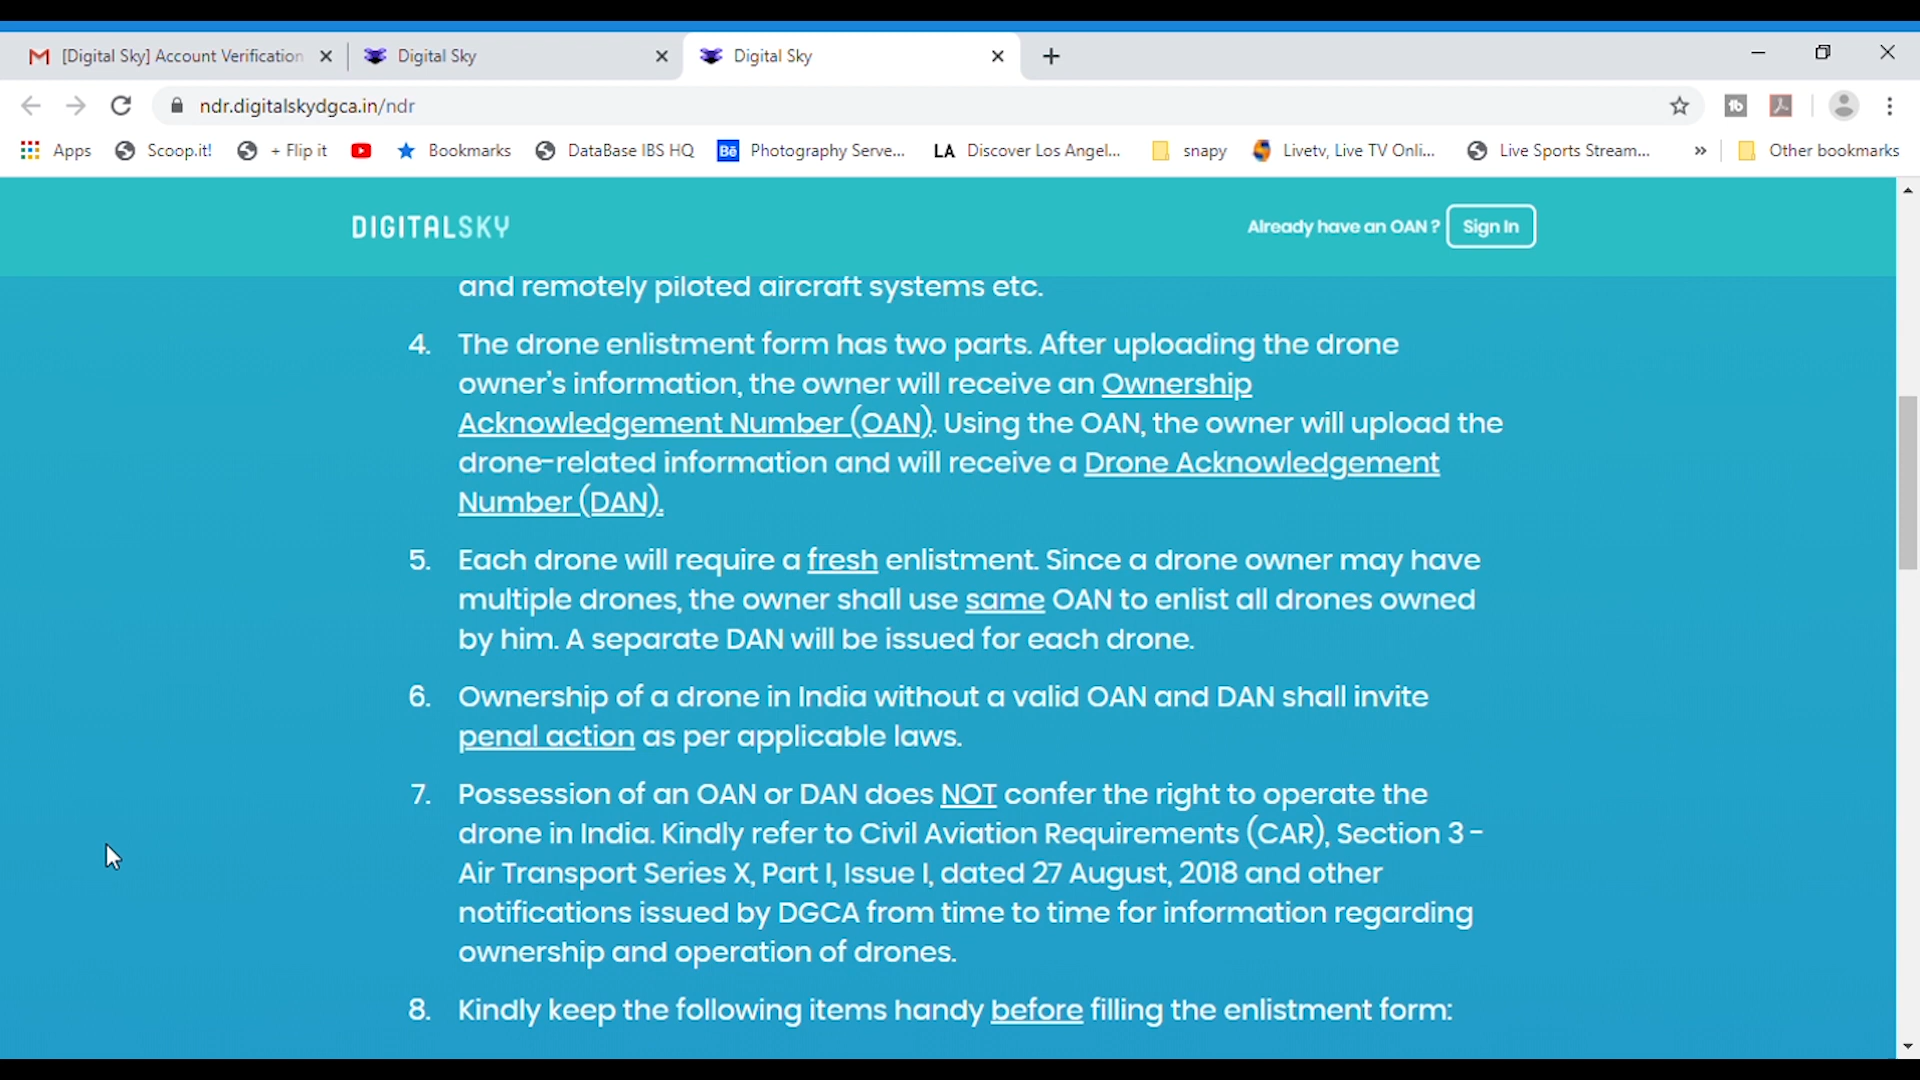 [Digital Sky] Account Verification
Digital Sky
Digital Sky
ndr.digitalskydgca.in/ndr
Apps
Scoop.it!
+ Flip it
Bookmarks
DataBase IBS HQ
Bē
Photography Serve...
LA
Discover Los Angel...
snapy
Livetv, Live TV Onli...
Live Sports Stream...
»
Other bookmarks
DIGITALSKY
Already have an OAN ?
Sign In
and remotely piloted aircraft systems etc.
4. The drone enlistment form has two parts. After uploading the drone
owner's information, the owner will receive an Ownership
Acknowledgement Number (OAN). Using the OAN, the owner will upload the
drone-related information and will receive a Drone Acknowledgement
Number (DAN).
5. Each drone will require a fresh enlistment. Since a drone owner may have
multiple drones, the owner shall use same OAN to enlist all drones owned
by him. A separate DAN will be issued for each drone.
6. Ownership of a drone in India without a valid OAN and DAN shall invite
penal action as per applicable laws.
7. Possession of an OAN or DAN does NOT confer the right to operate the
drone in India. Kindly refer to Civil Aviation Requirements (CAR), Section 3 -
Air Transport Series X, Part I, Issue I, dated 27 August, 2018 and other
notifications issued by DGCA from time to time for information regarding
ownership and operation of drones.
8. Kindly keep the following items handy before filling the enlistment form: